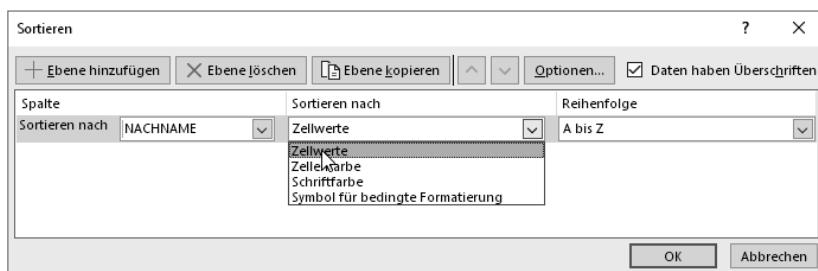 Sortieren ?
Ebene hinzufügen Ebene löschen Ebene kopieren Optionen... Daten haben Überschriften
Spalte Sortieren nach Reihenfolge
Sortieren nach NACHNAME Zellwerte A bis Z
Zellwerte
Zellenfarbe
Schriftfarbe
Symbol für bedingte Formatierung
OK Abbrechen